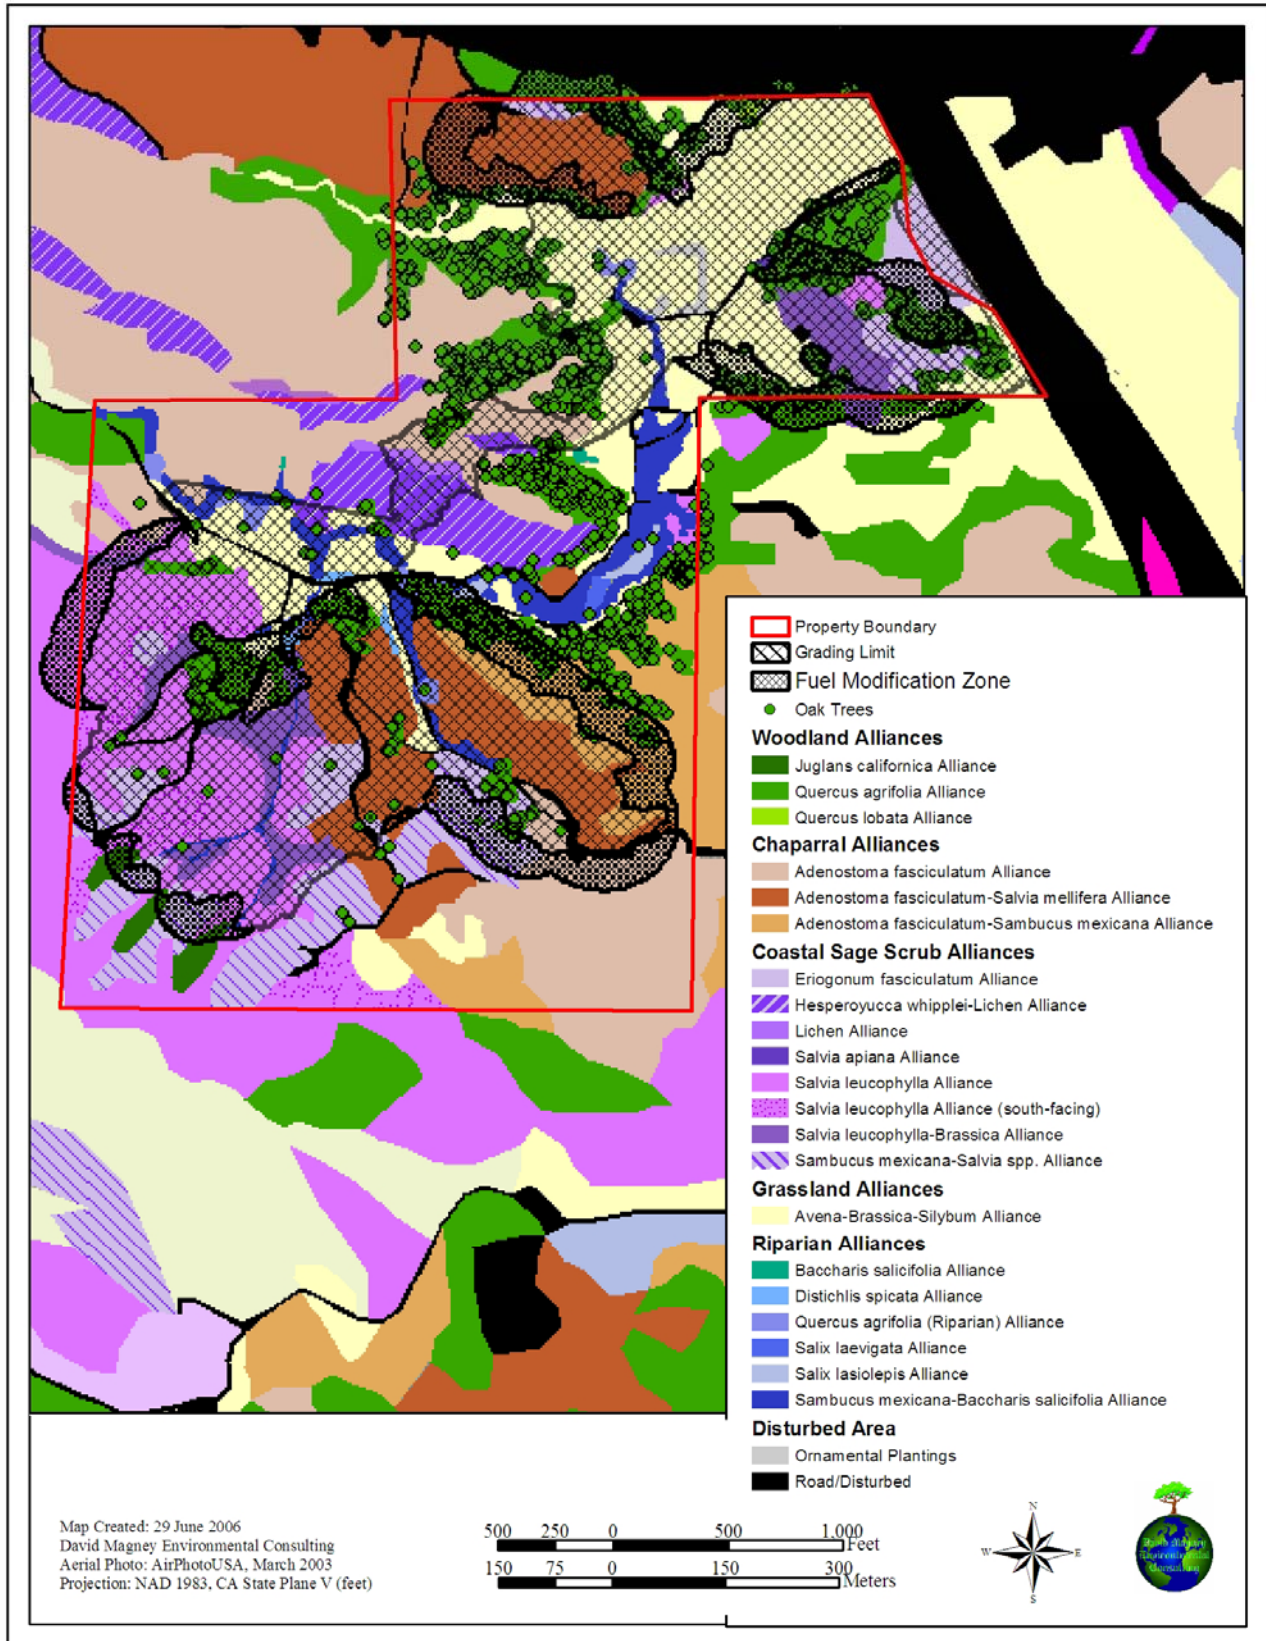 Property Boundary
Grading Limit
Fuel Modification Zone
Oak Trees
Woodland Alliances
Juglans californica Alliance
Quercus agrifolia Alliance
Quercus lobata Alliance
Chaparral Alliances
Adenostoma fasciculatum Alliance
Adenostoma fasciculatum-Salvia mellifera Alliance
Adenostoma fasciculatum-Sambucus mexicana Alliance
Coastal Sage Scrub Alliances
Eriogonum fasciculatum Alliance
Hesperoyucca whipplei-Lichen Alliance
Lichen Alliance
Salvia apiana Alliance
Salvia leucophylla Alliance
Salvia leucophylla Alliance (south-facing)
Salvia leucophylla-Brassica Alliance
Sambucus mexicana-Salvia spp. Alliance
Grassland Alliances
Avena-Brassica-Silybum Alliance
Riparian Alliances
Baccharis salicifolia Alliance
Distichlis spicata Alliance
Quercus agrifolia (Riparian) Alliance
Salix laevigata Alliance
Salix lasiolepis Alliance
Sambucus mexicana-Baccharis salicifolia Alliance
Disturbed Area
Ornamental Plantings
Road/Disturbed
Map Created: 29 June 2006
David Magney Environmental Consulting
Aerial Photo: AirPhotoUSA, March 2003
Projection: NAD 1983, CA State Plane V (feet)
500 250 0 500 1,000
Feet
150 75 0 150 300
Meters
N
W E
S
David Magney
Environmental
Consulting